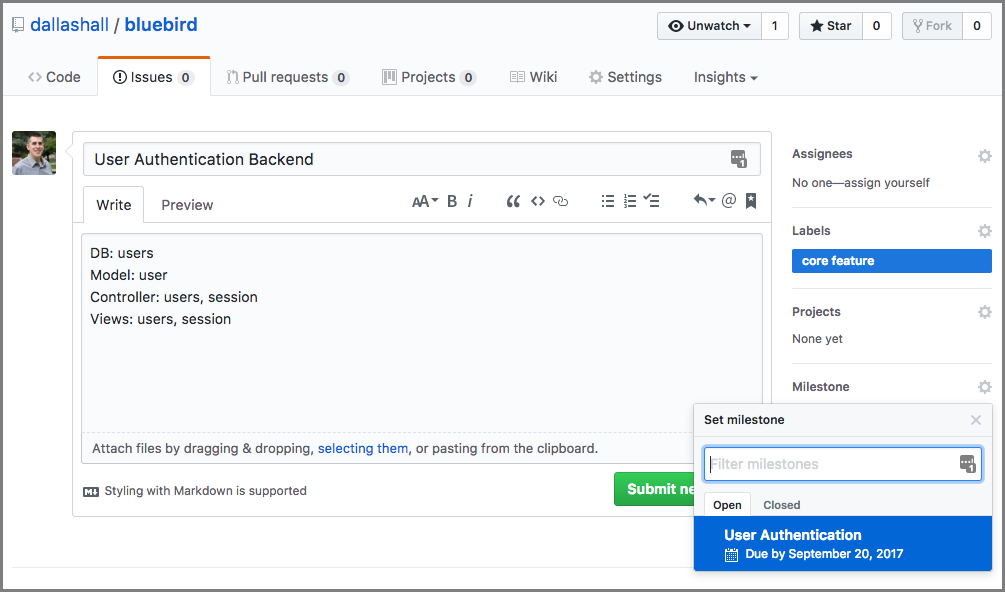 dallashall / bluebird
Unwatch 1 Star 0 Fork 0
Code Issues 0 Pull requests 0 Projects 0 Wiki Settings Insights
User Authentication Backend
1
Assignees
No one—assign yourself
Write Preview
AA B i
@
Labels
core feature
DB: users
Model: user
Controller: users, session
Views: users, session
Projects
None yet
Milestone
Set milestone
Attach files by dragging & dropping, selecting them, or pasting from the clipboard.
Filter milestones
1
Styling with Markdown is supported
Submit ne
Open Closed
User Authentication
Due by September 20, 2017